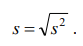 s = √s² .